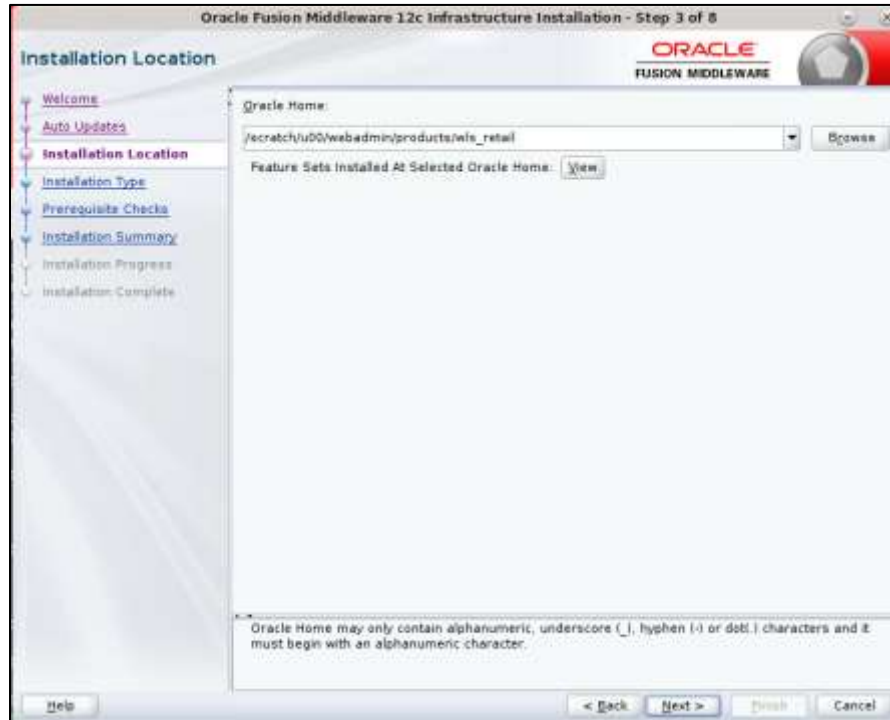 Oracle Fusion Middleware 12c Infrastructure Installation - Step 3 of 8
Installation Location
ORACLE
FUSION MIDDLEWARE
Welcome
Auto Updates
Installation Location
Installation Type
Prerequisite Checks
Installation Summary
Installation Progress
Installation Complete
Oracle Home:
/scratch/u00/webadmin/products/wls_retail
Browse
Feature Sets Installed At Selected Oracle Home: View
Oracle Home may only contain alphanumeric, underscore (_), hyphen (-) or dot(.) characters and it
must begin with an alphanumeric character.
Help
< Back
Next >
Finish
Cancel